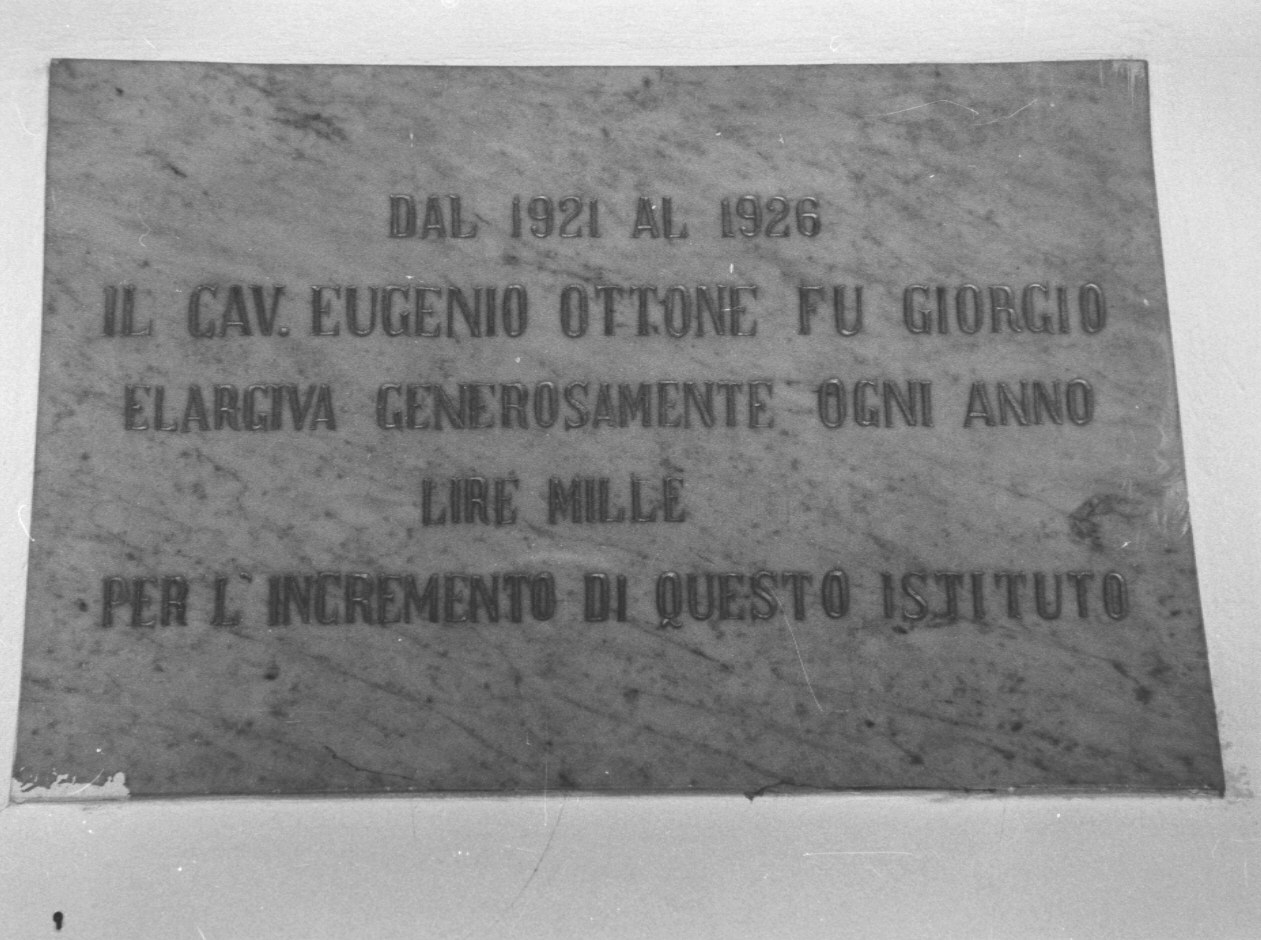 DAL 1921 AL 1926
IL CAV. EUGENIO OTTONE FU GIORGIO
ELARGIVA GENEROSAMENTE OGNI ANNO
LIRE MILLE
PER L'INCREMENTO DI QUESTO ISTITUTO